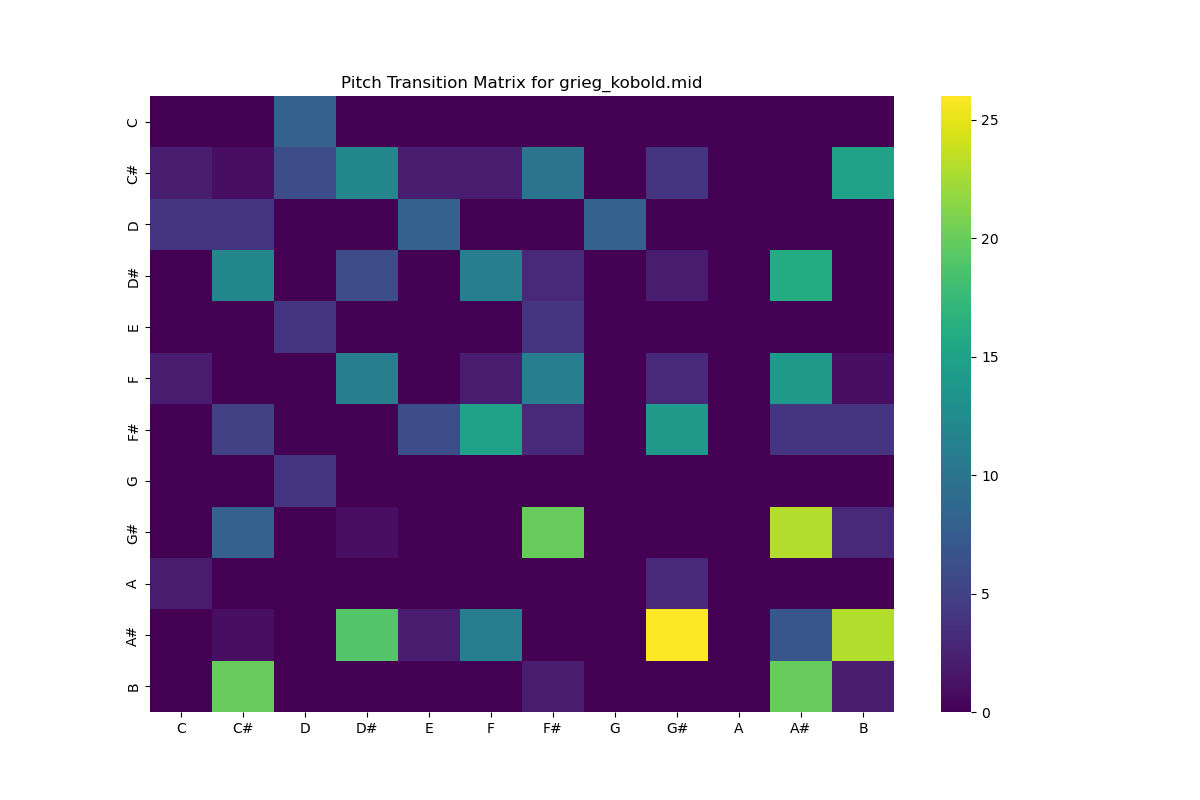 Pitch Transition Matrix for grieg_kobold.mid
C
C#
D
D#
E
F
F#
G
G#
A
A#
B
C C# D D# E F F# G G# A A# B
25
20
15
10
5
0